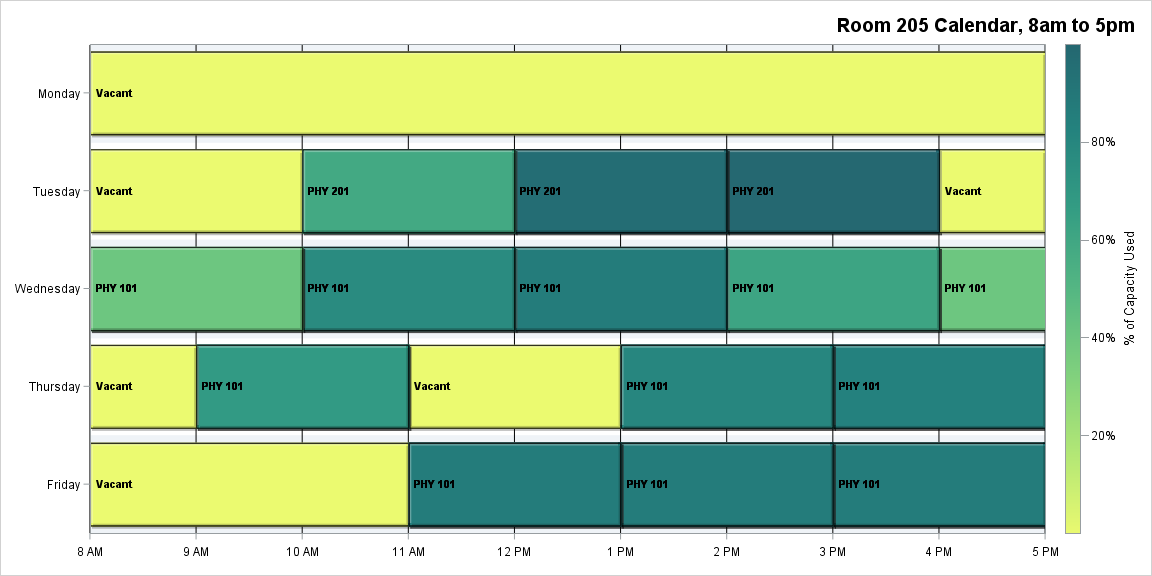 Room 205 Calendar, 8am to 5pm
Monday
Vacant
Tuesday
Vacant
PHY 201
PHY 201
PHY 201
Vacant
Wednesday
PHY 101
PHY 101
PHY 101
PHY 101
PHY 101
Thursday
Vacant
PHY 101
Vacant
PHY 101
PHY 101
Friday
Vacant
PHY 101
PHY 101
PHY 101
8 AM
9 AM
10 AM
11 AM
12 PM
1 PM
2 PM
3 PM
4 PM
5 PM
80%
60%
40%
20%
% of Capacity Used